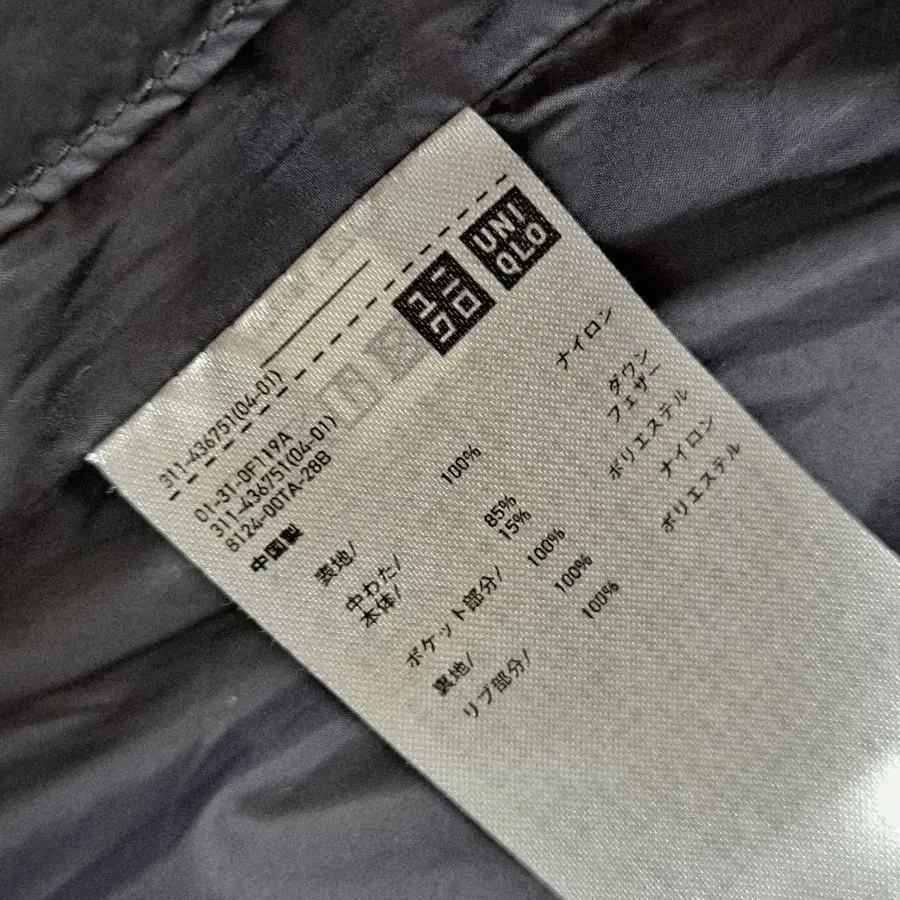 311-436751(04-01)
ユニクロ
UNIQLO
01-31-0F119A
311-436751(04-01)
8124-00TA-28B
中国製
表地/ 100% ナイロン
中わた/
本体/ 85% ダウン
15% フェザー
ポケット部分/ 100% ポリエステル
裏地/ 100% ナイロン
リブ部分/ 100% ポリエステル